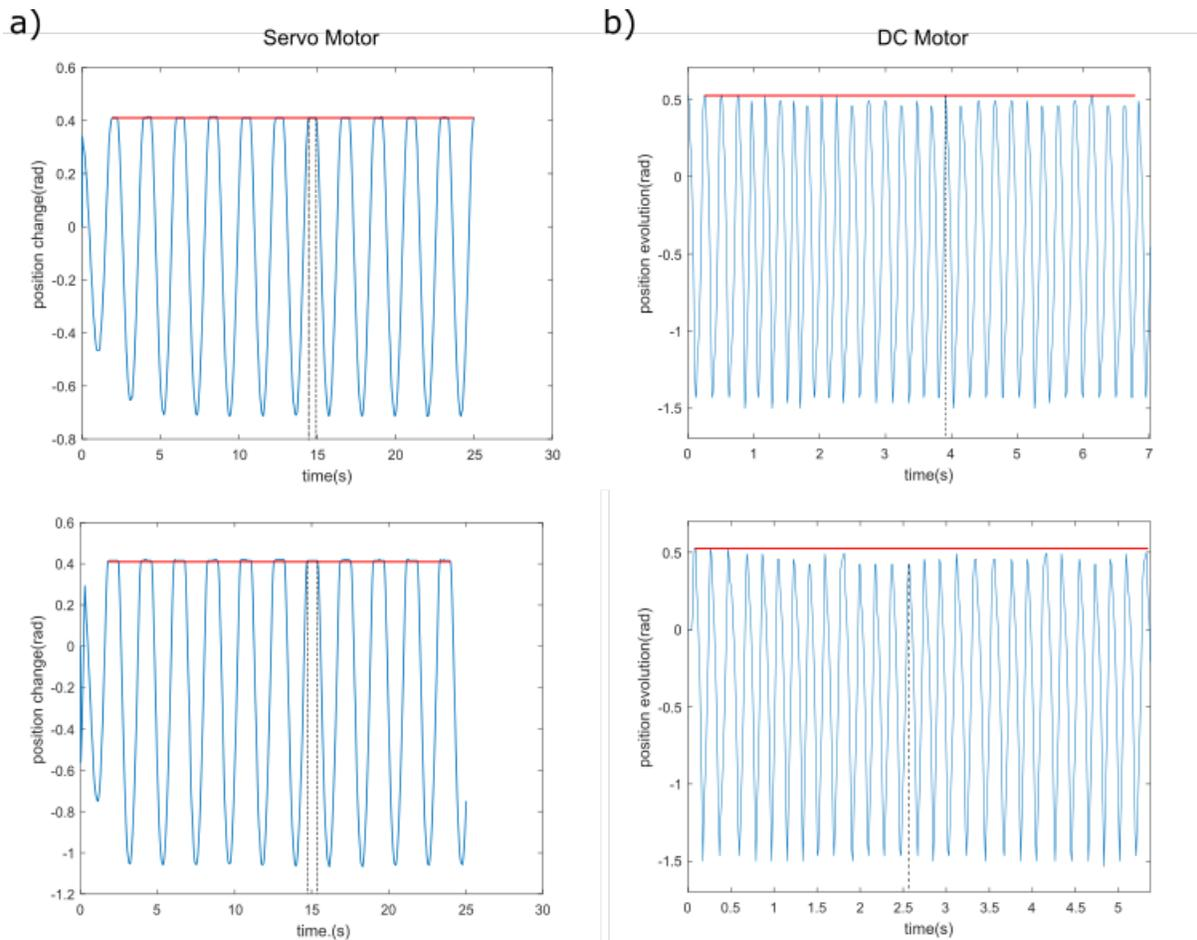 a)
Servo Motor
0.6
0.4
0.2
0
-0.2
-0.4
-0.6
-0.8
position change(rad)
0 5 10 15 20 25 30
time(s)
b)
DC Motor
0.5
0
-0.5
-1
-1.5
position evolution(rad)
0 1 2 3 4 5 6 7
time(s)
0.6
0.4
0.2
0
-0.2
-0.4
-0.6
-0.8
-1
-1.2
position change(rad)
0 5 10 15 20 25 30
time.(s)
0.5
0
-0.5
-1
-1.5
position evolution(rad)
0 0.5 1 1.5 2 2.5 3 3.5 4 4.5 5
time(s)